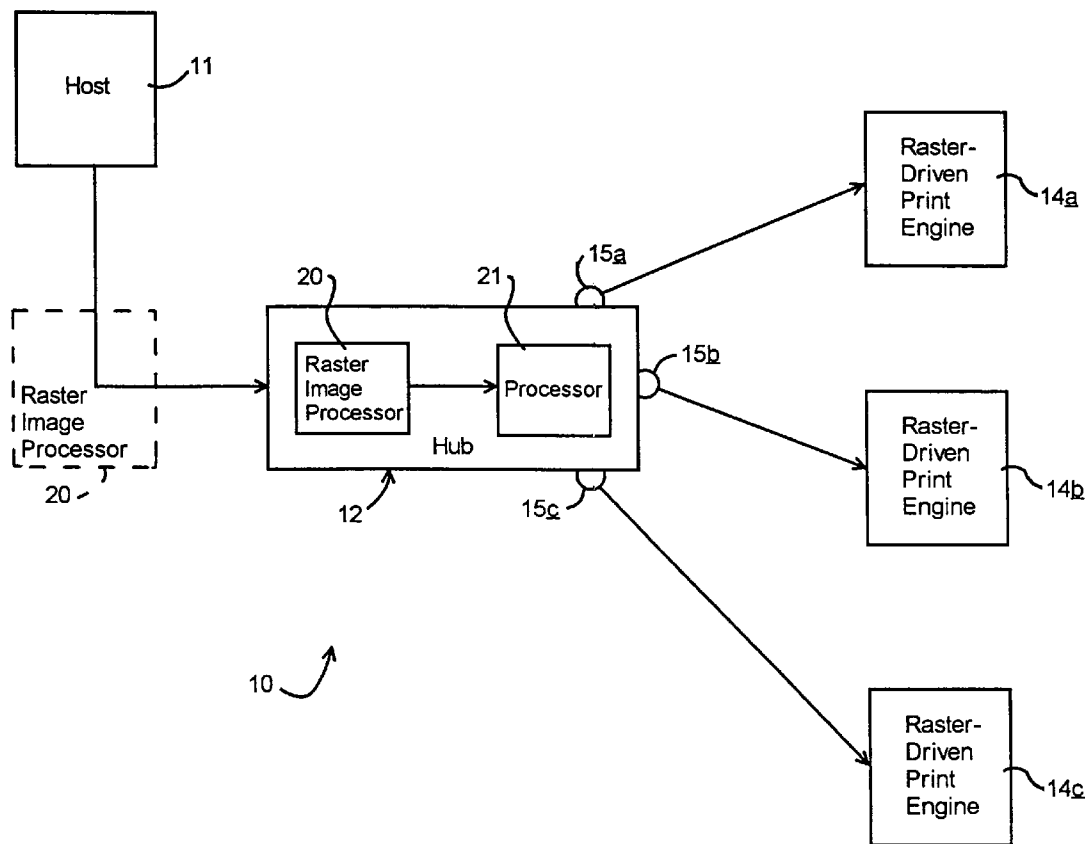 Host
11
Raster-
Driven
Print
Engine
14a
15a
20
21
Raster
Image
Processor
Processor
Hub
15b
Raster
Image
Processor
20
12
15c
Raster-
Driven
Print
Engine
14b
10
Raster-
Driven
Print
Engine
14c